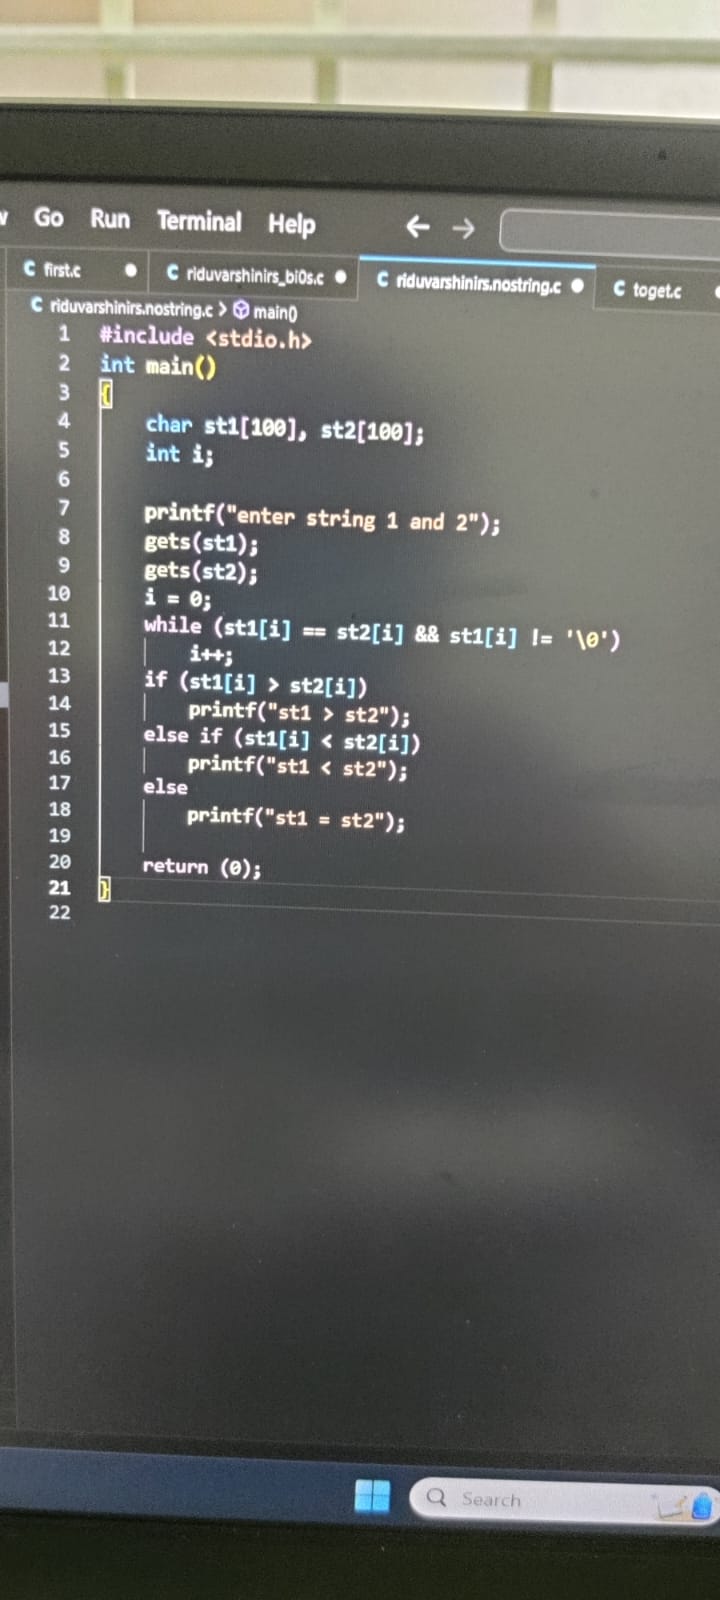 Go Run Terminal Help
first.c riduvarshinirs_bi0s.c riduvarshinirs.nostring.c toget.c
riduvarshinirs.nostring.c > main()
1 #include <stdio.h>
2 int main()
3 {
4 char st1[100], st2[100];
5 int i;
6
7 printf("enter string 1 and 2");
8 gets(st1);
9 gets(st2);
10 i = 0;
11 while (st1[i] == st2[i] && st1[i] != '\0')
12 i++;
13 if (st1[i] > st2[i])
14 printf("st1 > st2");
15 else if (st1[i] < st2[i])
16 printf("st1 < st2");
17 else
18 printf("st1 = st2");
19
20 return (0);
21 }
22
Search